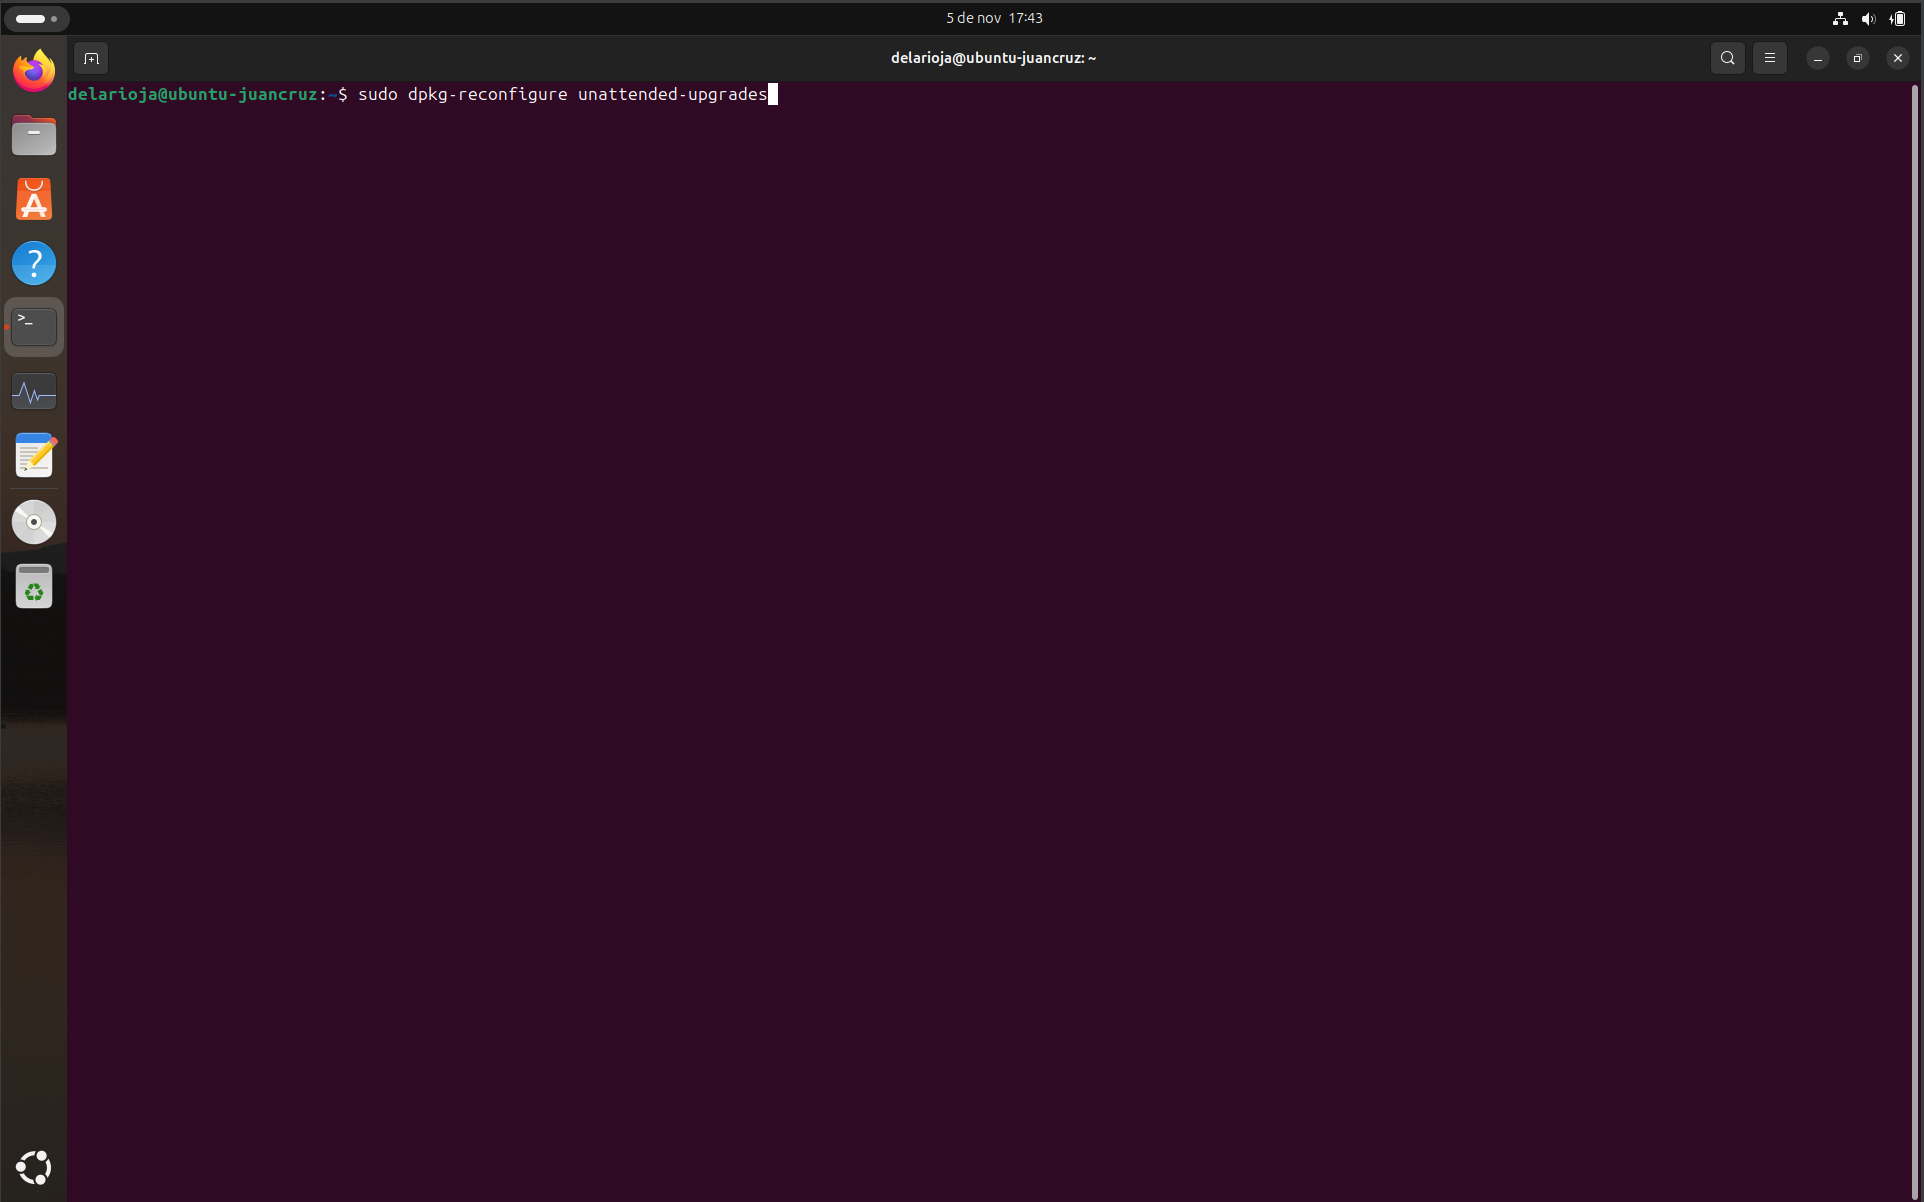 5 de nov 17:43
delarioja@ubuntu-juancruz: ~
delarioja@ubuntu-juancruz:~$ sudo dpkg-reconfigure unattended-upgrades